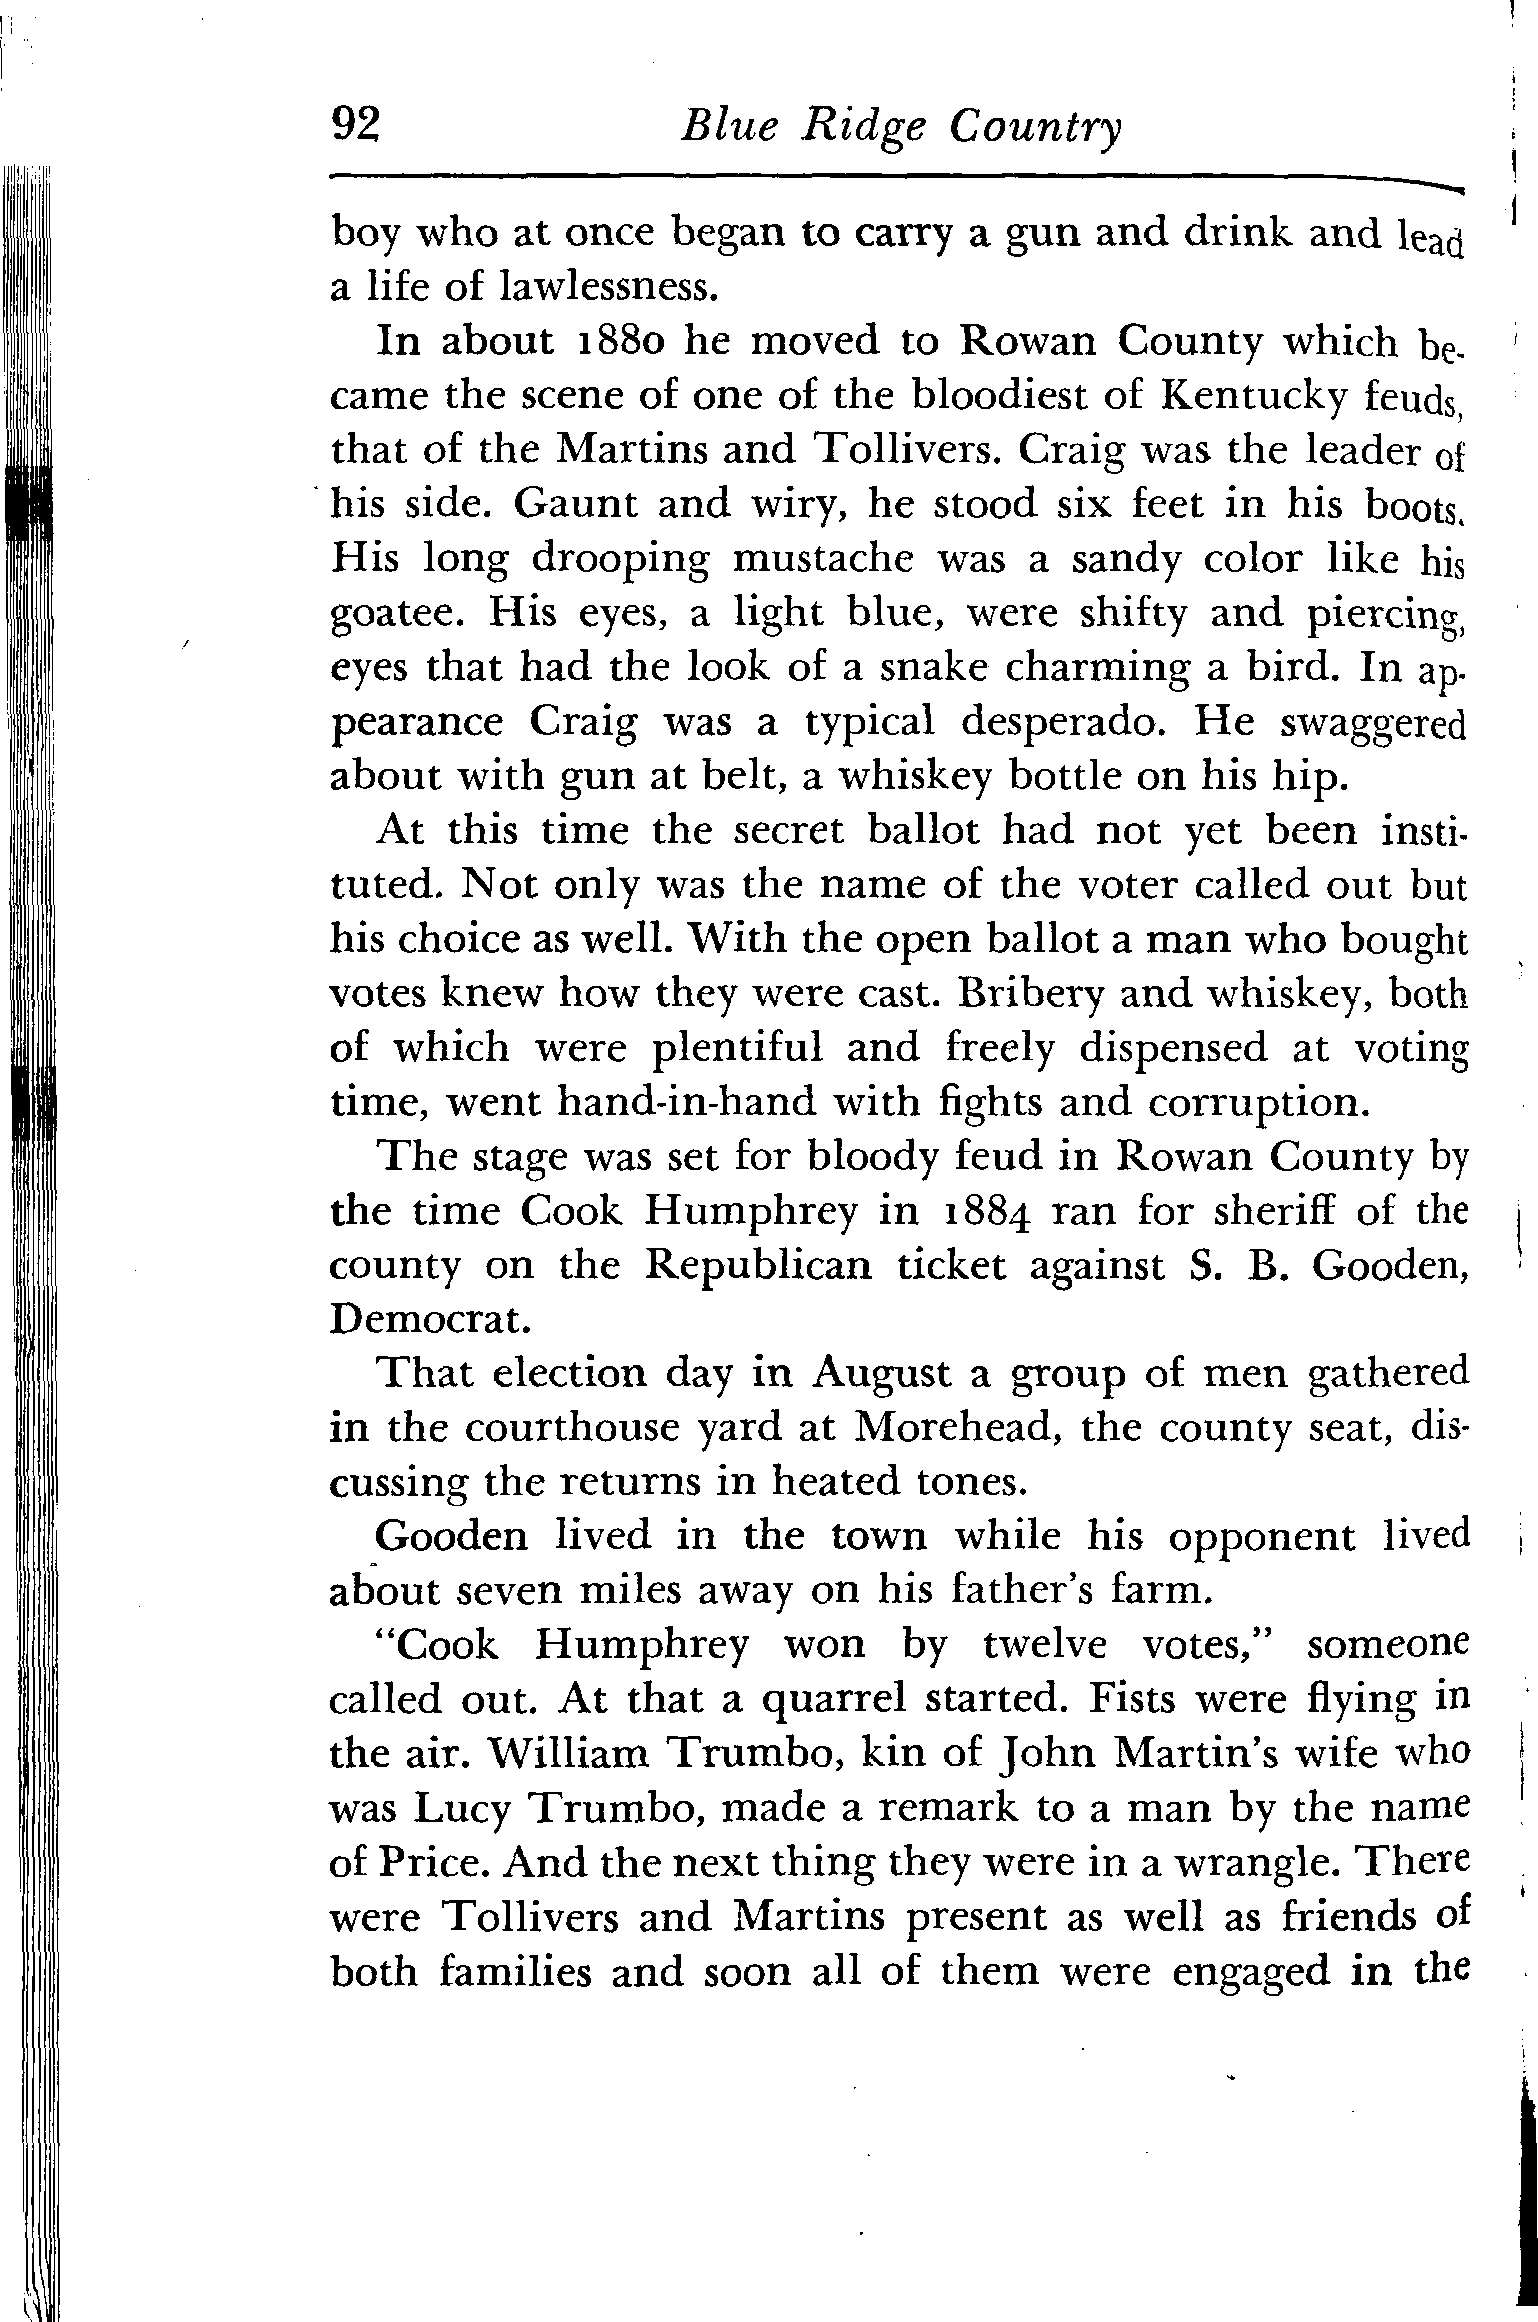 92 Blue Ridge Country
boy who at once began to carry a gun and drink and lead
a life of lawlessness.
In about 1880 he moved to Rowan County which be-
came the scene of one of the bloodiest of Kentucky feuds,
that of the Martins and Tollivers. Craig was the leader of
his side. Gaunt and wiry, he stood six feet in his boots.
His long drooping mustache was a sandy color like his
goatee. His eyes, a light blue, were shifty and piercing,
eyes that had the look of a snake charming a bird. In ap-
pearance Craig was a typical desperado. He swaggered
about with gun at belt, a whiskey bottle on his hip.
At this time the secret ballot had not yet been insti-
tuted. Not only was the name of the voter called out but
his choice as well. With the open ballot a man who bought
votes knew how they were cast. Bribery and whiskey, both
of which were plentiful and freely dispensed at voting
time, went hand-in-hand with fights and corruption.
The stage was set for bloody feud in Rowan County by
the time Cook Humphrey in 1884 ran for sheriff of the
county on the Republican ticket against S. B. Gooden,
Democrat.
That election day in August a group of men gathered
in the courthouse yard at Morehead, the county seat, dis-
cussing the returns in heated tones.
Gooden lived in the town while his opponent lived
about seven miles away on his father's farm.
"Cook Humphrey won by twelve votes," someone
called out. At that a quarrel started. Fists were flying in
the air. William Trumbo, kin of John Martin's wife who
was Lucy Trumbo, made a remark to a man by the name
of Price. And the next thing they were in a wrangle. There
were Tollivers and Martins present as well as friends of
both families and soon all of them were engaged in the